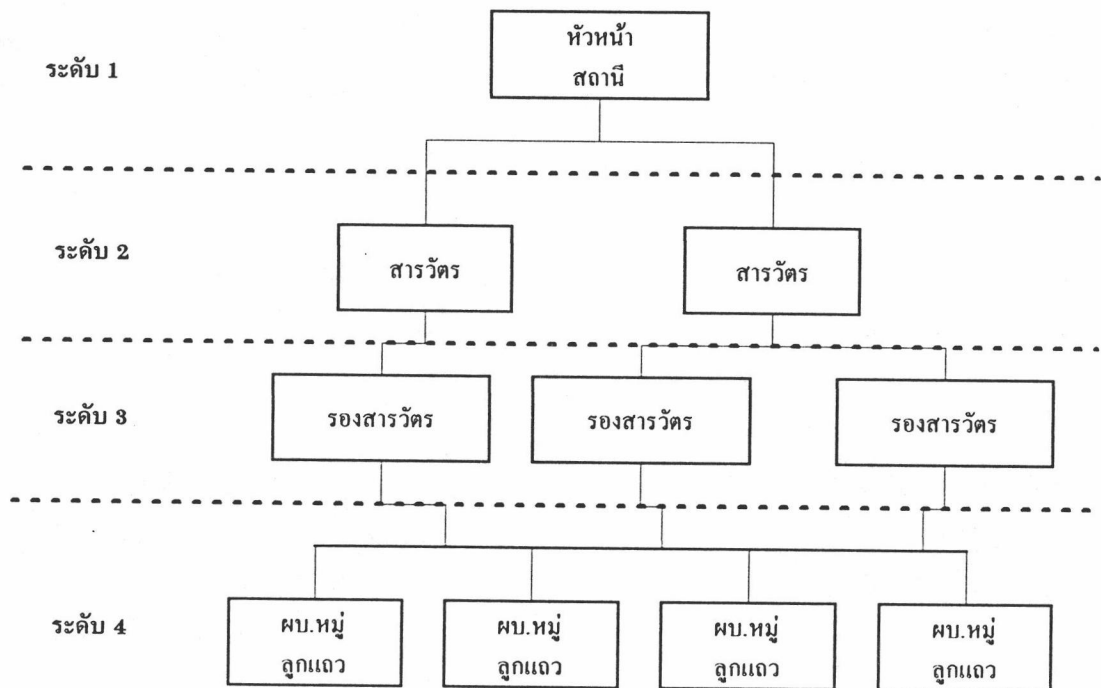 หัวหน้า
สถานี
ระดับ 1
ระดับ 2
สารวัตร
สารวัตร
ระดับ 3
รองสารวัตร
รองสารวัตร
รองสารวัตร
ระดับ 4
ผบ.หมู่
ลูกแถว
ผบ.หมู่
ลูกแถว
ผบ.หมู่
ลูกแถว
ผบ.หมู่
ลูกแถว